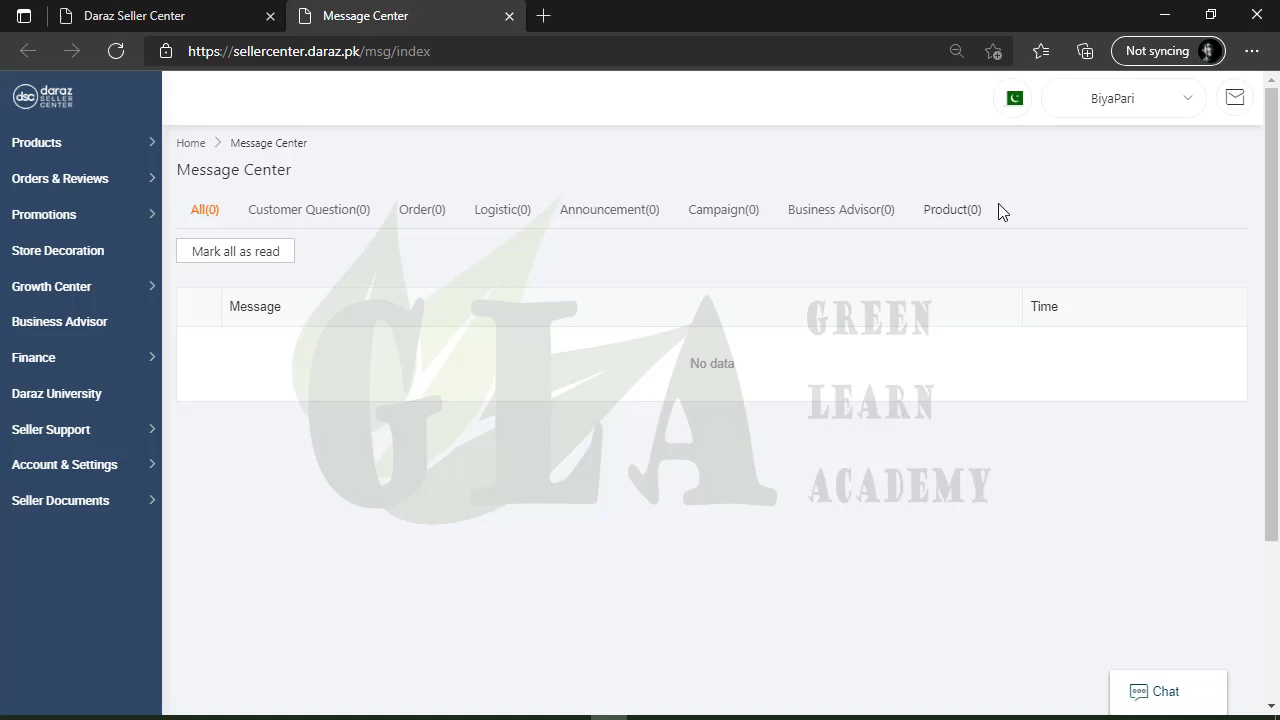 Daraz Seller Center
Message Center
https://sellercenter.daraz.pk/msg/index
Not syncing
dsc daraz SELLER CENTER
BiyaPari
Products
Orders & Reviews
Promotions
Store Decoration
Growth Center
Business Advisor
Finance
Daraz University
Seller Support
Account & Settings
Seller Documents
Home > Message Center
Message Center
All(0) Customer Question(0) Order(0) Logistic(0) Announcement(0) Campaign(0) Business Advisor(0) Product(0)
Mark all as read
Message Time
No data
GLA
GREEN
LEARN
ACADEMY
Chat